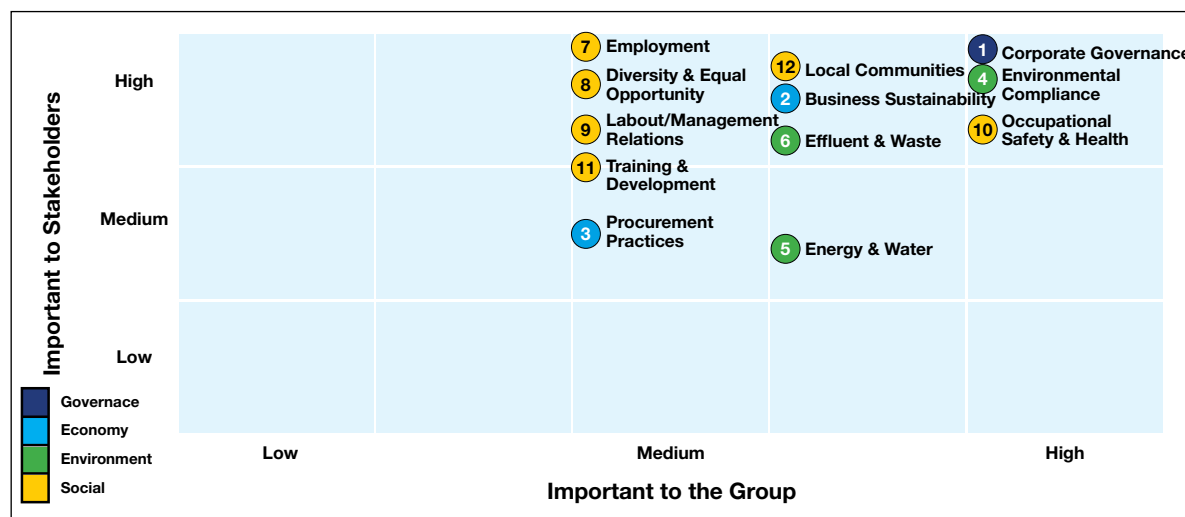 Important to Stakeholders
High
Medium
Low
7 Employment
8 Diversity & Equal
Opportunity
9 Labout/Management
Relations
11 Training &
Development
3 Procurement
Practices
12 Local Communities
2 Business Sustainability
6 Effluent & Waste
5 Energy & Water
1 Corporate Governance
4 Environmental
Compliance
10 Occupational
Safety & Health
Governace
Economy
Environment
Social
Low
Medium
High
Important to the Group